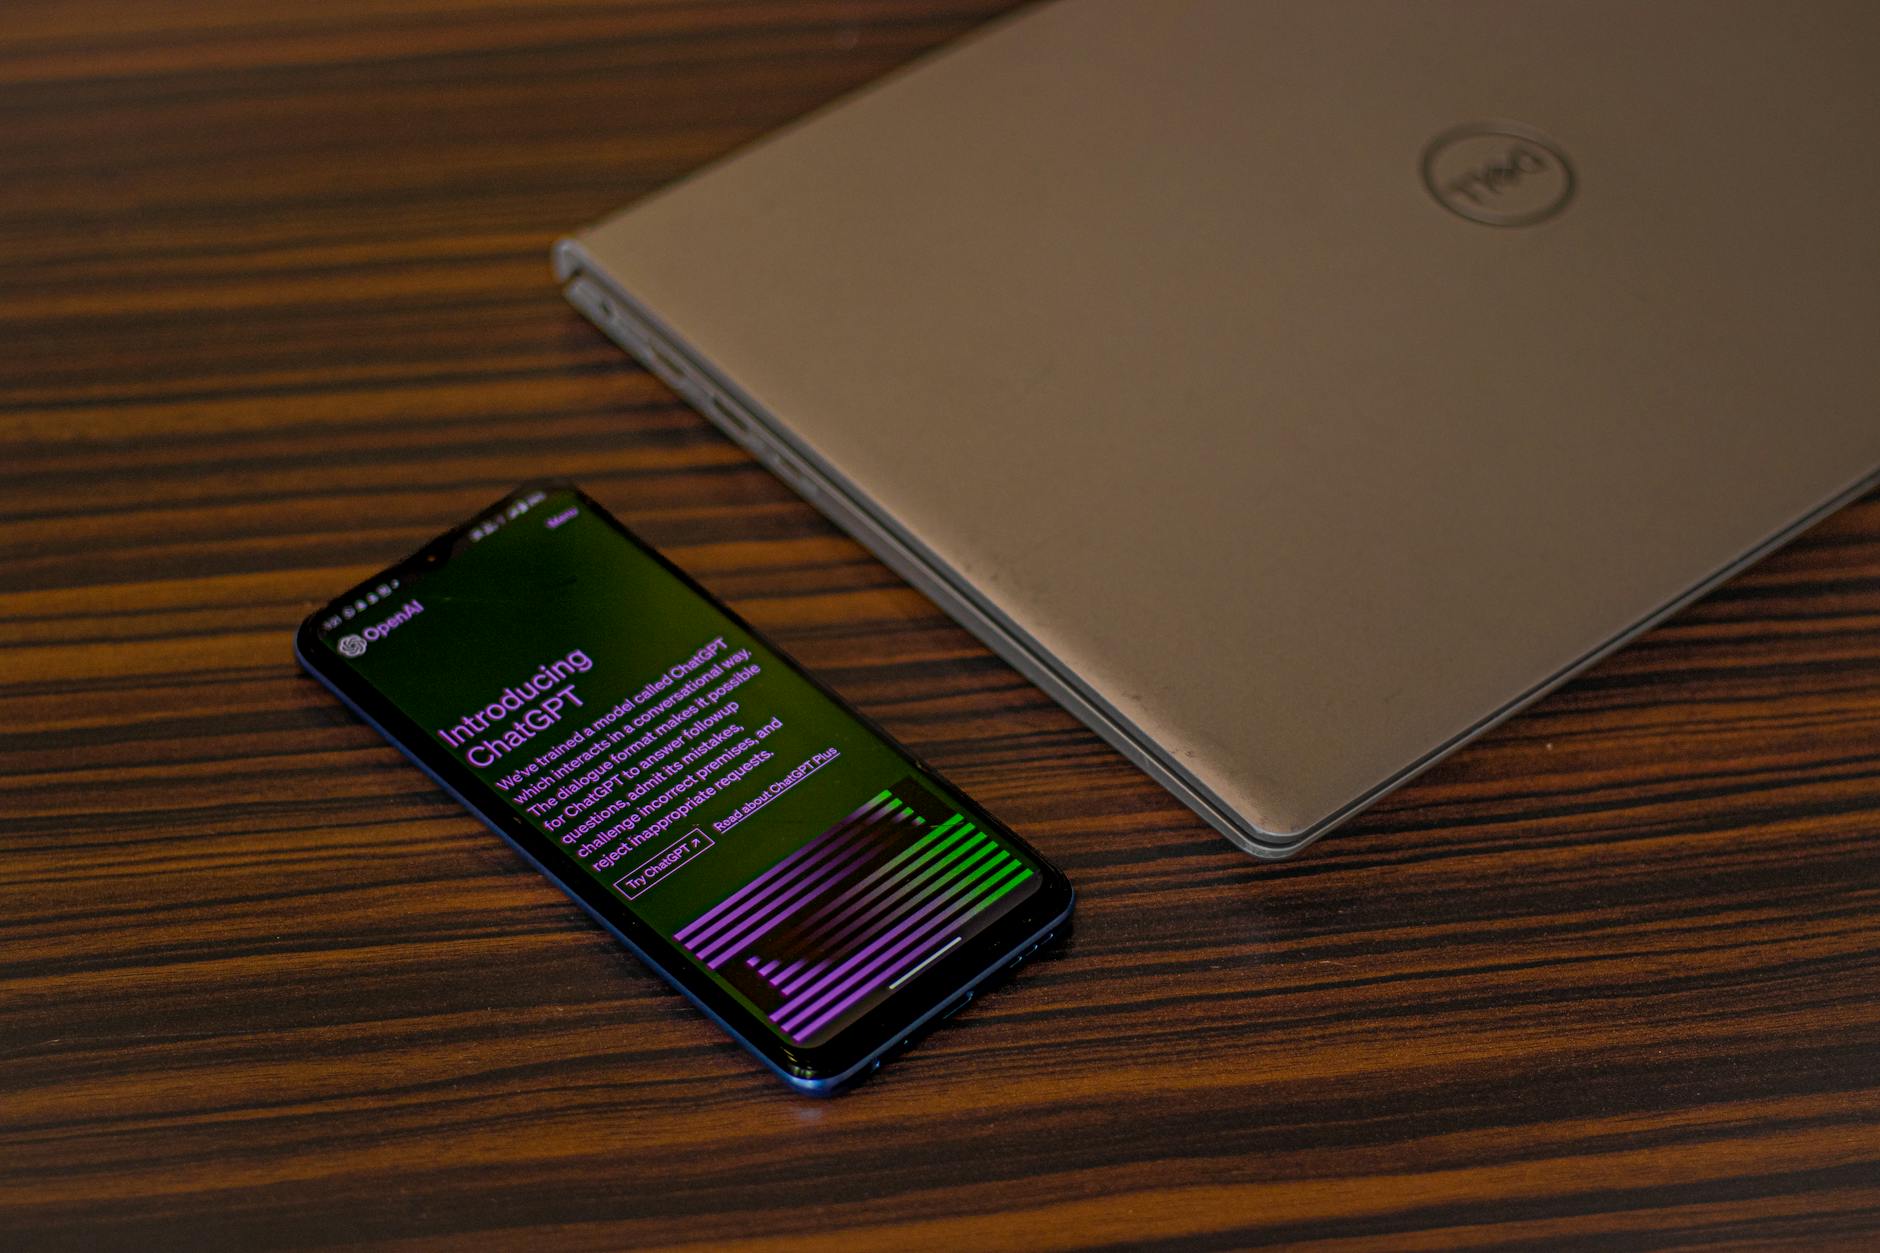 Menu
OpenAI
Introducing
ChatGPT
We've trained a model called ChatGPT
which interacts in a conversational way.
The dialogue format makes it possible
for ChatGPT to answer followup
questions, admit its mistakes,
challenge incorrect premises, and
reject inappropriate requests.
Try ChatGPT ↗ Read about ChatGPT Plus
DELL